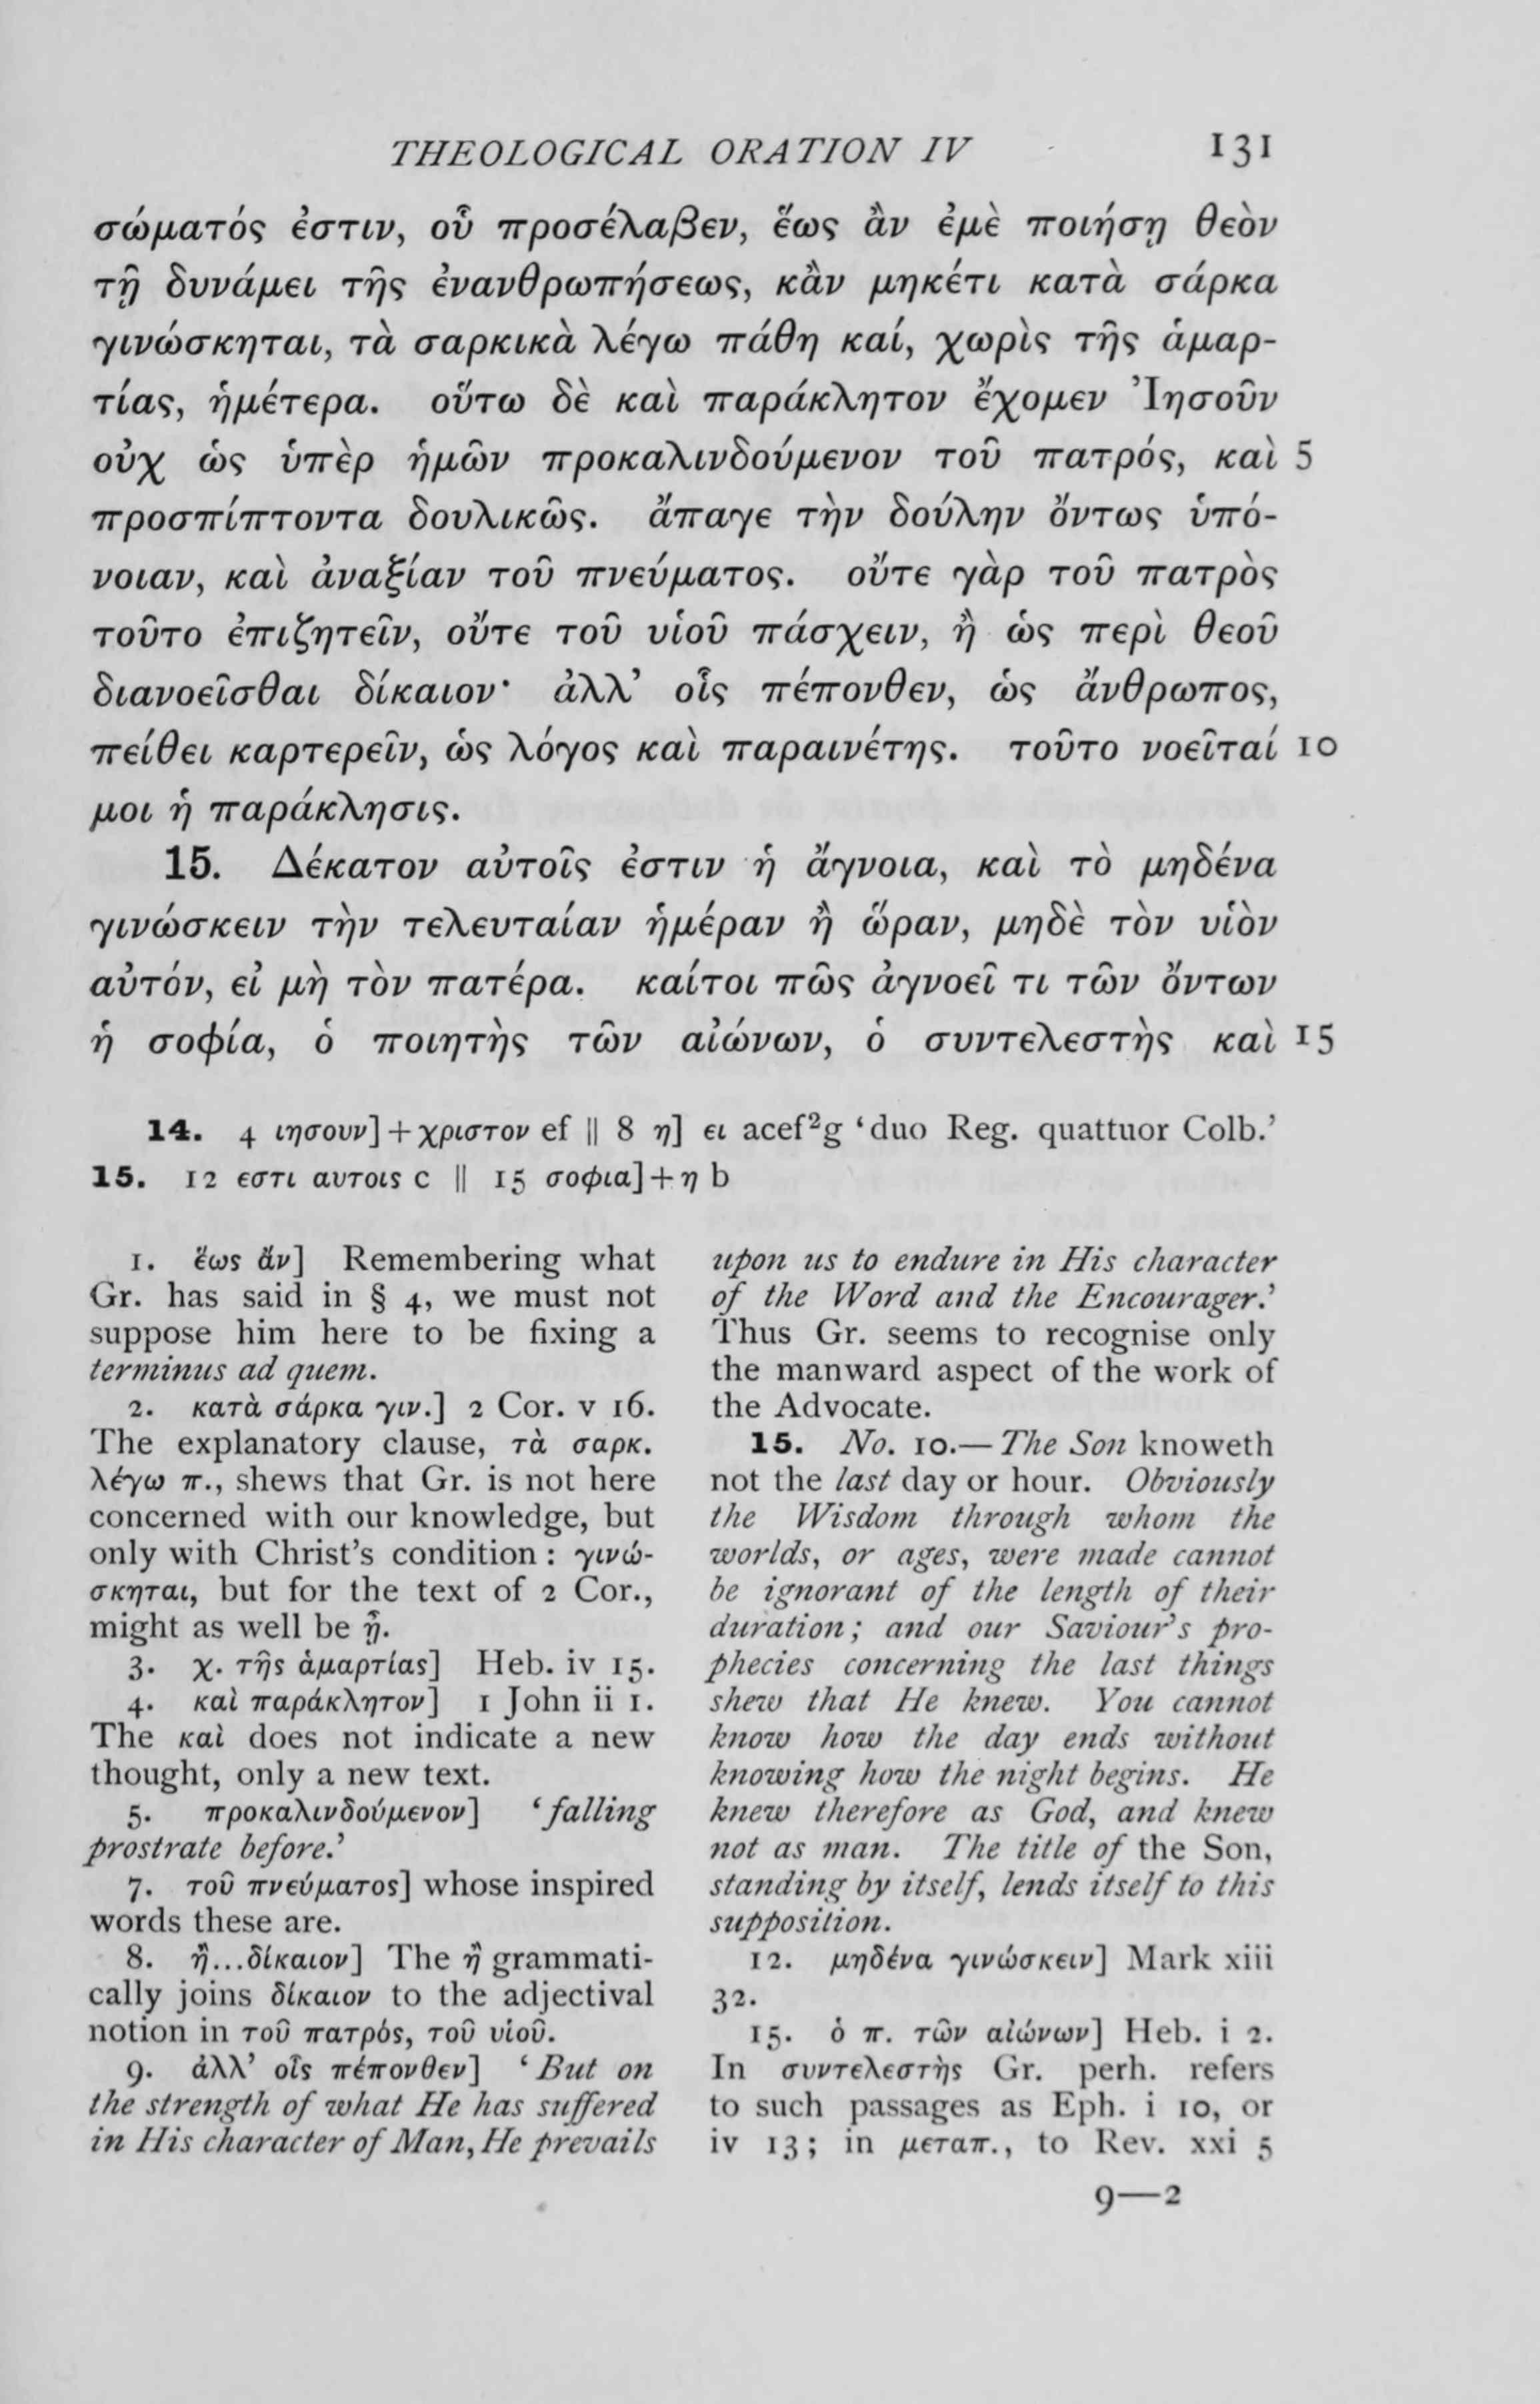 THEOLOGICAL ORATION IV 131
σώματός ἐστιν, οὗ προσέλαβεν, ἕως ἂν ἐμὲ ποιήσῃ θεὸν
τῇ δυνάμει τῆς ἐνανθρωπήσεως, κἂν μηκέτι κατὰ σάρκα
γινώσκηται, τὰ σαρκικὰ λέγω πάθη καί, χωρὶς τῆς ἁμαρ-
τίας, ἡμέτερα. οὕτω δὲ καὶ παράκλητον ἔχομεν Ἰησοῦν
οὐχ ὡς ὑπὲρ ἡμῶν προκαλινδούμενον τοῦ πατρός, καὶ 5
προσπίπτοντα δουλικῶς. ἄπαγε τὴν δούλην ὄντως ὑπό-
νοιαν, καὶ ἀναξίαν τοῦ πνεύματος. οὔτε γὰρ τοῦ πατρὸς
τοῦτο ἐπιζητεῖν, οὔτε τοῦ υἱοῦ πάσχειν, ἢ ὡς περὶ θεοῦ
διανοεῖσθαι δίκαιον· ἀλλ’ οἷς πέπονθεν, ὡς ἄνθρωπος,
πείθει καρτερεῖν, ὡς λόγος καὶ παραινέτης. τοῦτο νοεῖταί 10
μοι ἡ παράκλησις.
15. Δέκατον αὐτοῖς ἐστιν ἡ ἄγνοια, καὶ τὸ μηδένα
γινώσκειν τὴν τελευταίαν ἡμέραν ἢ ὥραν, μηδὲ τὸν υἱὸν
αὐτόν, εἰ μὴ τὸν πατέρα. καίτοι πῶς ἀγνοεῖ τι τῶν ὄντων
ἡ σοφία, ὁ ποιητὴς τῶν αἰώνων, ὁ συντελεστὴς καὶ 15
14. 4 ιησουν]+χριστον ef || 8 η] ει acef²g ‘duo Reg. quattuor Colb.’
15. 12 εστι αυτοις c || 15 σοφια]+η b
1. ἕως ἄν] Remembering what
Gr. has said in § 4, we must not
suppose him here to be fixing a
terminus ad quem.
2. κατὰ σάρκα γιν.] 2 Cor. v 16.
The explanatory clause, τὰ σαρκ.
λέγω π., shews that Gr. is not here
concerned with our knowledge, but
only with Christ’s condition : γινώ-
σκηται, but for the text of 2 Cor.,
might as well be ᾖ.
3. χ. τῆς ἁμαρτίας] Heb. iv 15.
4. καὶ παράκλητον] 1 John ii 1.
The καὶ does not indicate a new
thought, only a new text.
5. προκαλινδούμενον] ‘falling
prostrate before.’
7. τοῦ πνεύματος] whose inspired
words these are.
8. ἢ...δίκαιον] The ἢ grammati-
cally joins δίκαιον to the adjectival
notion in τοῦ πατρός, τοῦ υἱοῦ.
9. ἀλλ’ οἷς πέπονθεν] ‘But on
the strength of what He has suffered
in His character of Man, He prevails
upon us to endure in His character
of the Word and the Encourager.’
Thus Gr. seems to recognise only
the manward aspect of the work of
the Advocate.
15. No. 10.—The Son knoweth
not the last day or hour. Obviously
the Wisdom through whom the
worlds, or ages, were made cannot
be ignorant of the length of their
duration; and our Saviour’s pro-
phecies concerning the last things
shew that He knew. You cannot
know how the day ends without
knowing how the night begins. He
knew therefore as God, and knew
not as man. The title of the Son,
standing by itself, lends itself to this
supposition.
12. μηδένα γινώσκειν] Mark xiii
32.
15. ὁ π. τῶν αἰώνων] Heb. i 2.
In συντελεστὴς Gr. perh. refers
to such passages as Eph. i 10, or
iv 13; in μεταπ., to Rev. xxi 5
9—2